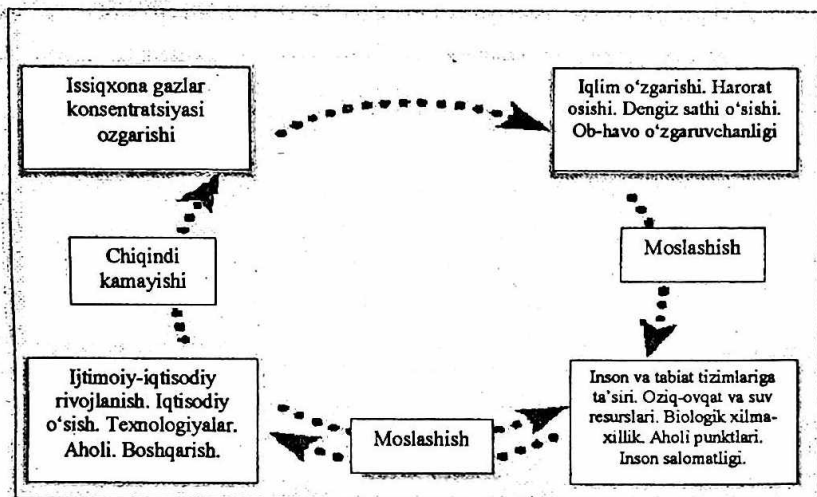 Issiqxona gazlar
konsentratsiyasi
ozgarishi
Iqlim o‘zgarishi. Harorat
osishi. Dengiz sathi o‘sishi.
Ob-havo o‘zgaruvchanligi
Chiqindi
kamayishi
Moslashish
Ijtimoiy-iqtisodiy
rivojlanish. Iqtisodiy
o‘sish. Texnologiyalar.
Aholi. Boshqarish.
Moslashish
Inson va tabiat tizimlariga
ta’siri. Oziq-ovqat va suv
resurslari. Biologik xilma-
xillik. Aholi punktlari.
Inson salomatligi.